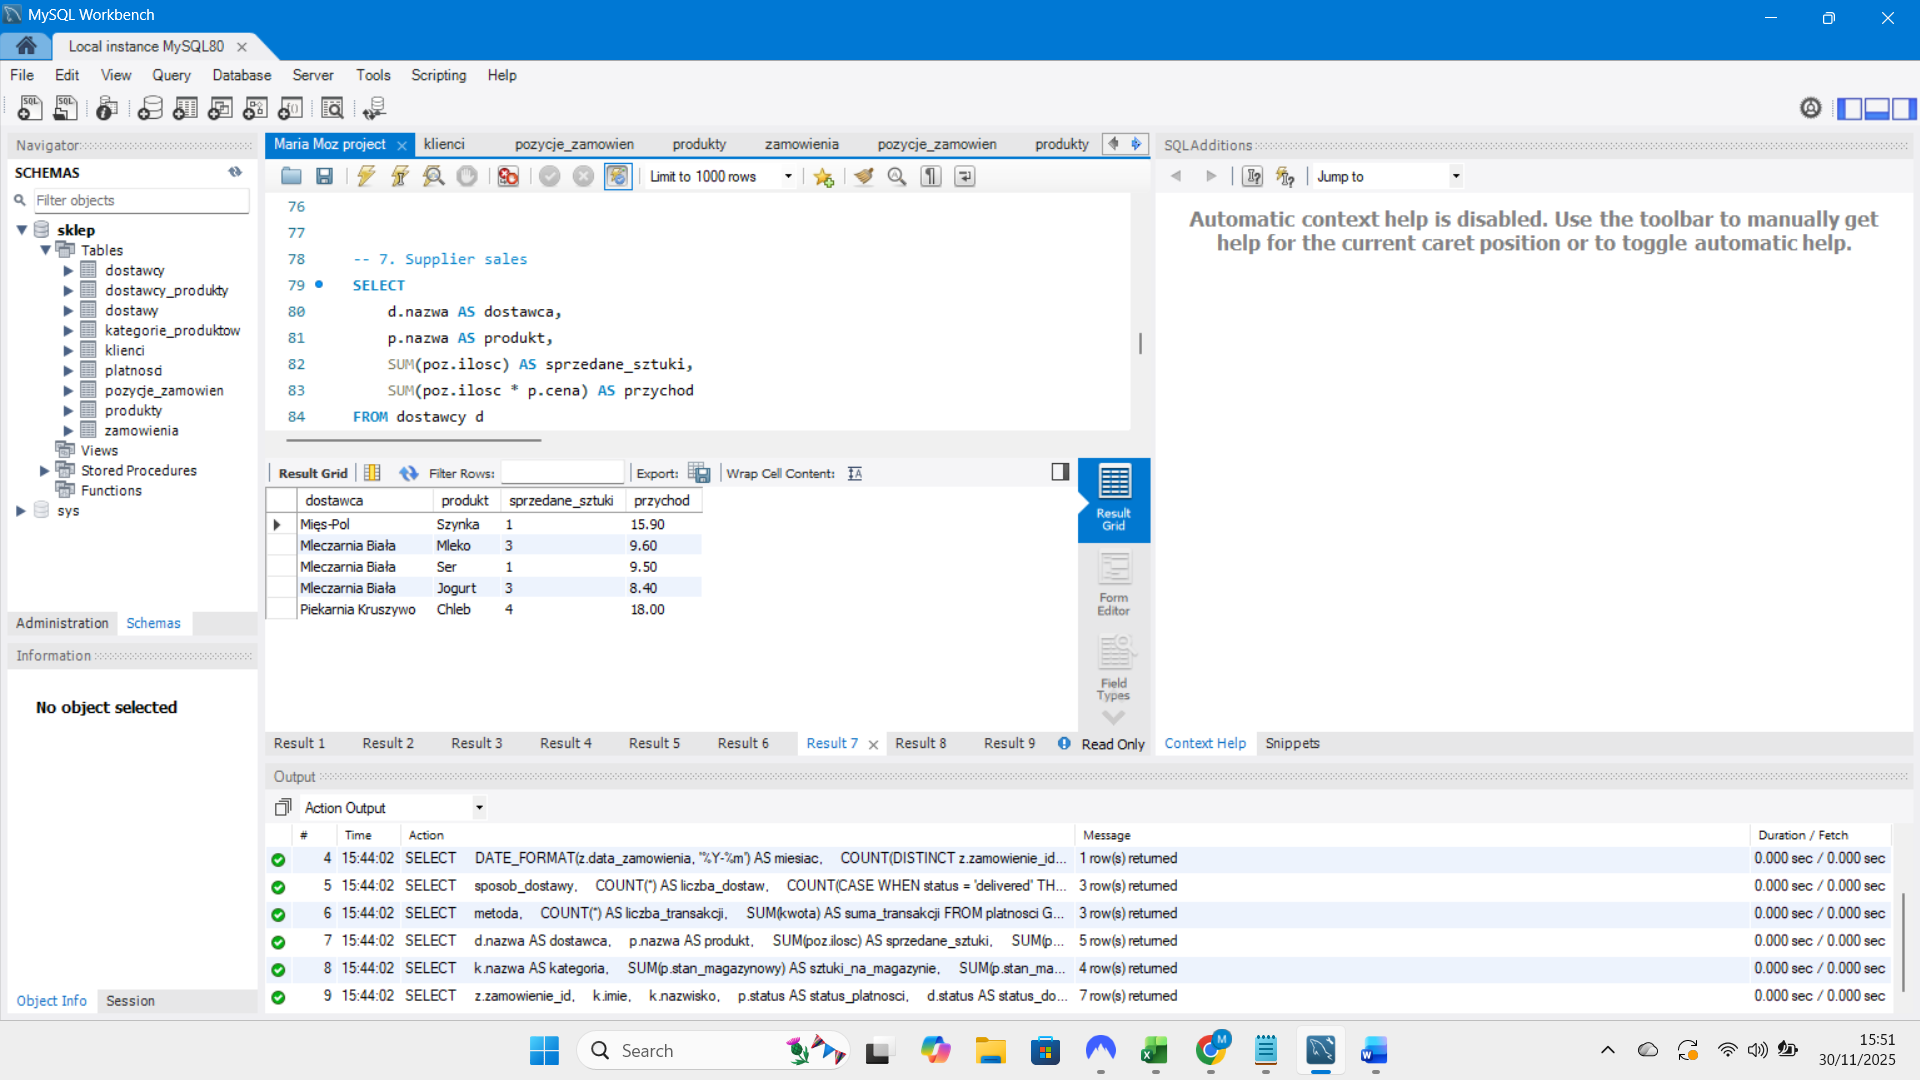 MySQL Workbench
Local instance MySQL80
File Edit View Query Database Server Tools Scripting Help
Navigator
SCHEMAS
Filter objects
sklep
Tables
dostawcy
dostawcy_produkty
dostawy
kategorie_produktow
klienci
platnosci
pozycje_zamowien
produkty
zamowienia
Views
Stored Procedures
Functions
sys
Administration Schemas
Information
No object selected
Object Info Session
Maria Moz project klienci pozycje_zamowien produkty zamowienia pozycje_zamowien produkty
Limit to 1000 rows
76
77
78 -- 7. Supplier sales
79 SELECT
80 d.nazwa AS dostawca,
81 p.nazwa AS produkt,
82 SUM(poz.ilosc) AS sprzedane_sztuki,
83 SUM(poz.ilosc * p.cena) AS przychod
84 FROM dostawcy d
Result Grid Filter Rows: Export: Wrap Cell Content:
dostawca produkt sprzedane_sztuki przychod
Mięs-Pol Szynka 1 15.90
Mleczarnia Biała Mleko 3 9.60
Mleczarnia Biała Ser 1 9.50
Mleczarnia Biała Jogurt 3 8.40
Piekarnia Kruszywo Chleb 4 18.00
Result
Grid
Form
Editor
Field
Types
Result 1 Result 2 Result 3 Result 4 Result 5 Result 6 Result 7 Result 8 Result 9 Read Only
SQLAdditions
Jump to
Automatic context help is disabled. Use the toolbar to manually get
help for the current caret position or to toggle automatic help.
Context Help Snippets
Output
Action Output
# Time Action Message Duration / Fetch
4 15:44:02 SELECT DATE_FORMAT(z.data_zamowienia, '%Y-%m') AS miesiac, COUNT(DISTINCT z.zamowienie_id... 1 row(s) returned 0.000 sec / 0.000 sec
5 15:44:02 SELECT sposob_dostawy, COUNT(*) AS liczba_dostaw, COUNT(CASE WHEN status = 'delivered' TH... 3 row(s) returned 0.000 sec / 0.000 sec
6 15:44:02 SELECT metoda, COUNT(*) AS liczba_transakcji, SUM(kwota) AS suma_transakcji FROM platnosci G... 3 row(s) returned 0.000 sec / 0.000 sec
7 15:44:02 SELECT d.nazwa AS dostawca, p.nazwa AS produkt, SUM(poz.ilosc) AS sprzedane_sztuki, SUM(p... 5 row(s) returned 0.000 sec / 0.000 sec
8 15:44:02 SELECT k.nazwa AS kategoria, SUM(p.stan_magazynowy) AS sztuki_na_magazynie, SUM(p.stan_ma... 4 row(s) returned 0.000 sec / 0.000 sec
9 15:44:02 SELECT z.zamowienie_id, k.imie, k.nazwisko, p.status AS status_platnosci, d.status AS status_do... 7 row(s) returned 0.000 sec / 0.000 sec
Search
15:51
30/11/2025